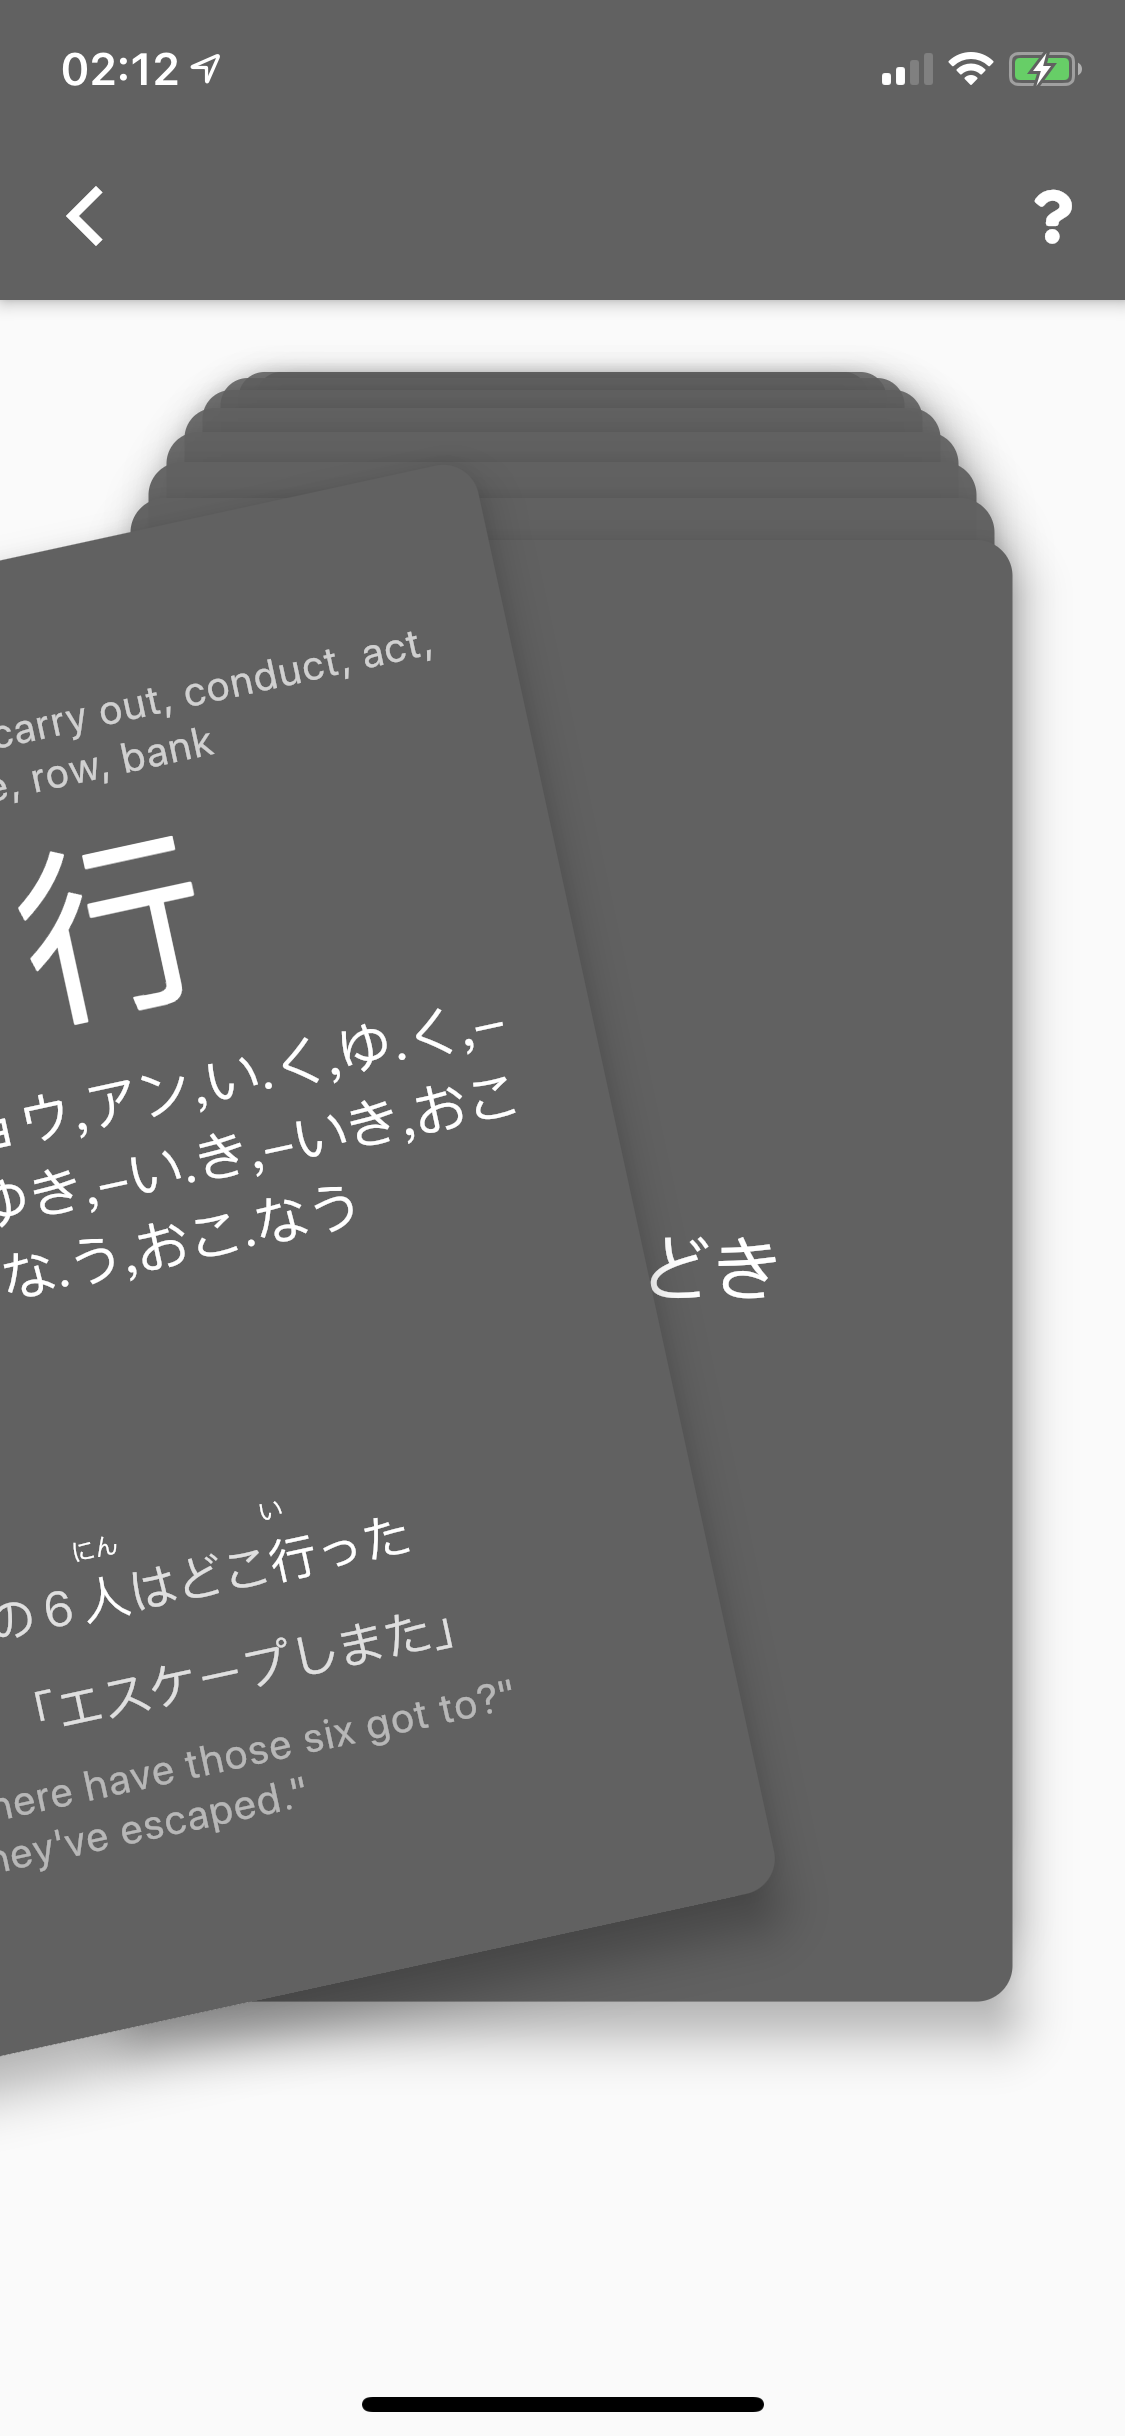 02:12
?
carry out, conduct, act,
, row, bank
行
ョウ,アン,い.く,ゆ.く,-
ゆき,-い.き,-いき,おこ
な.う,おこ.なう
どき
にん い
の6人はどこ行った
「エスケープしまた」
here have those six got to?"
hey've escaped."